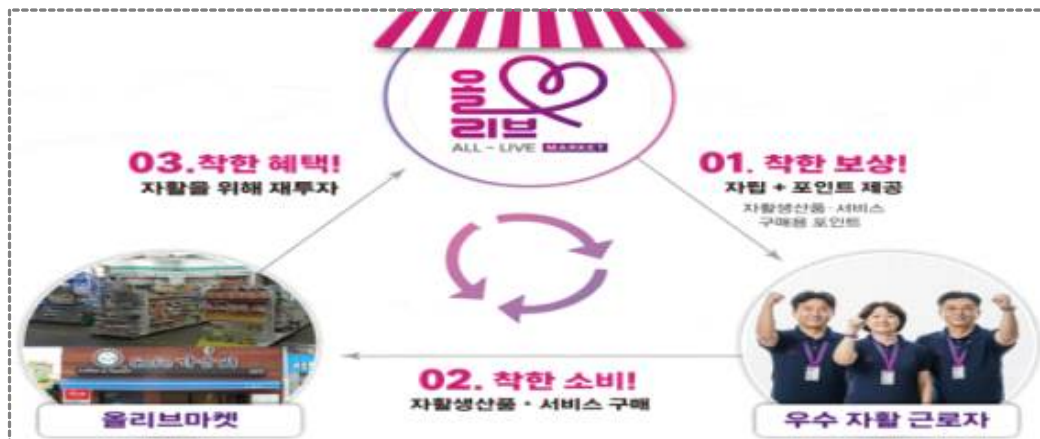 올
리브
ALL - LIVE MARKET
03.착한 혜택!
자활을 위해 재투자
01. 착한 보상!
자립 + 포인트 제공
자활생산품·서비스
구매용 포인트
02. 착한 소비!
자활생산품·서비스 구매
올리브마켓
우수 자활 근로자